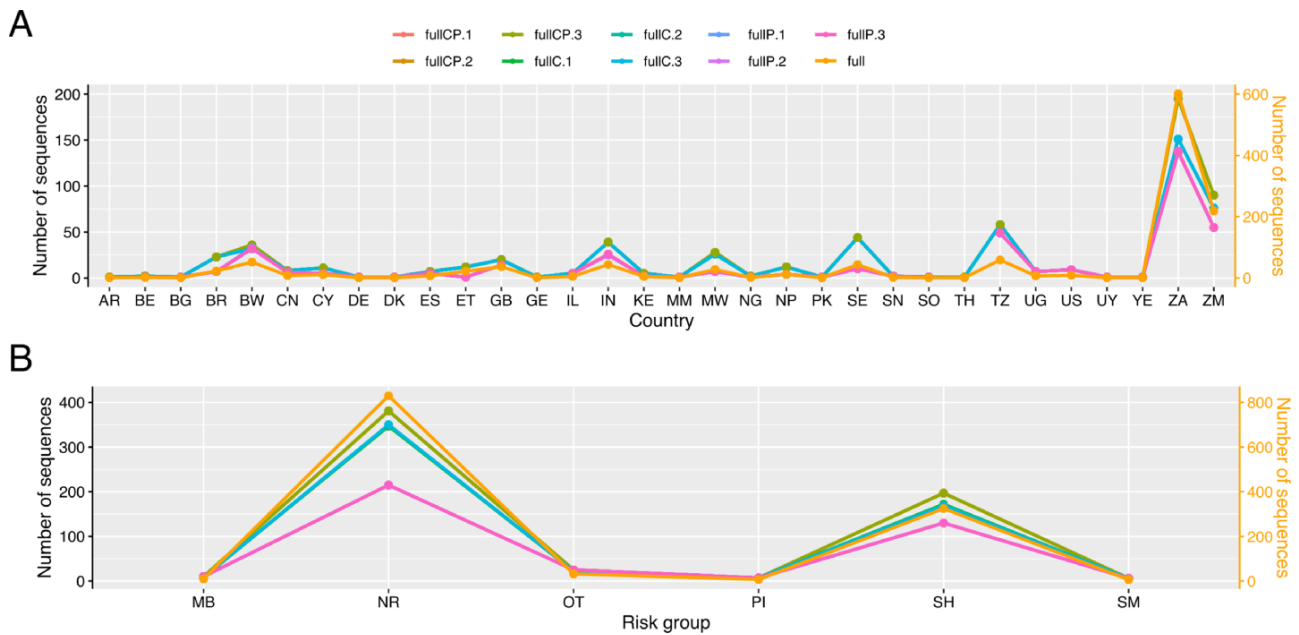 A
fullCP.1 fullCP.3 fullC.2 fullP.1 fullP.3
fullCP.2 fullC.1 fullC.3 fullP.2 full
Number of sequences
200
150
100
50
0
600
400
200
0
Number of sequences
AR BE BG BR BW CN CY DE DK ES ET GB GE IL IN KE MM MW NG NP PK SE SN SO TH TZ UG US UY YE ZA ZM
Country
B
Number of sequences
400
300
200
100
0
800
600
400
200
0
Number of sequences
MB NR OT PI SH SM
Risk group